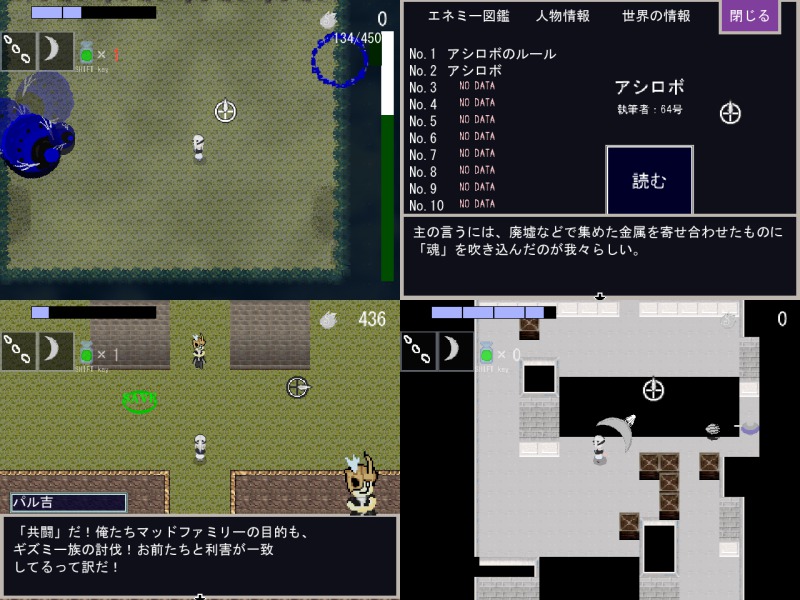 0
134/450
× 1
SHIFT key
エネミー図鑑 人物情報 世界の情報 閉じる
No.1 アシロボのルール
No.2 アシロボ
No.3 NO DATA
No.4 NO DATA
No.5 NO DATA
No.6 NO DATA
No.7 NO DATA
No.8 NO DATA
No.9 NO DATA
No.10 NO DATA
アシロボ
執筆者：64号
読む
主の言うには、廃墟などで集めた金属を寄せ合わせたものに
「魂」を吹き込んだのが我々らしい。
436
× 1
SHIFT key
パル吉
「共闘」だ！俺たちマッドファミリーの目的も、
ギズミ一族の討伐！お前たちと利害が一致
してるって訳だ！
0
× 0
SHIFT key